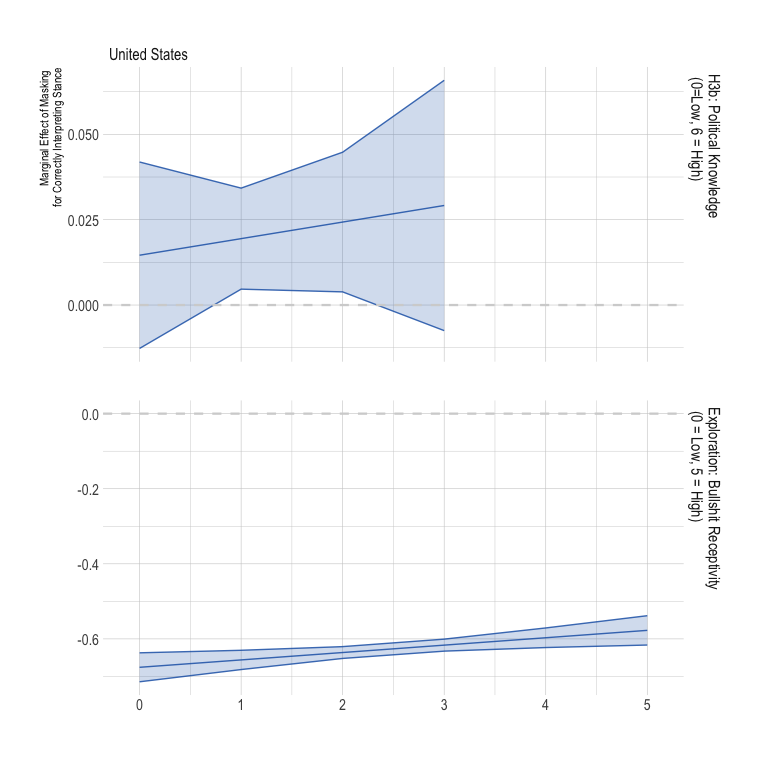 United States
Marginal Effect of Masking
for Correctly Interpreting Stance
0.050
0.025
0.000
H3b: Political Knowledge
(0=Low, 6 = High)
0.0
-0.2
-0.4
-0.6
Exploration: Bullshit Receptivity
(0 = Low, 5 = High)
0 1 2 3 4 5